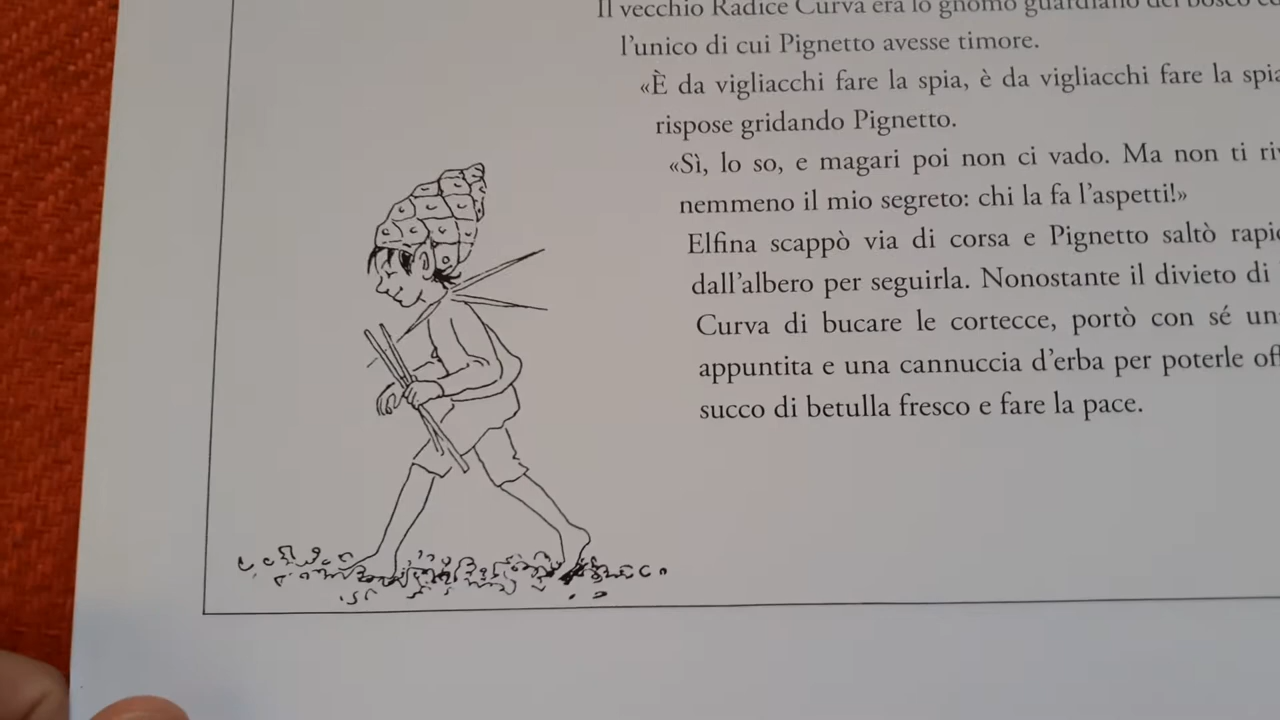 Il vecchio Radice Curva era lo gnomo guardiano del bosco
l'unico di cui Pignetto avesse timore.
«È da vigliacchi fare la spia, è da vigliacchi fare la spia
rispose gridando Pignetto.
«Sì, lo so, e magari poi non ci vado. Ma non ti
nemmeno il mio segreto: chi la fa l'aspetti!»
Elfina scappò via di corsa e Pignetto saltò
dall'albero per seguirla. Nonostante il divieto di
Curva di bucare le cortecce, portò con sé
appuntita e una cannuccia d'erba per poterle
succo di betulla fresco e fare la pace.